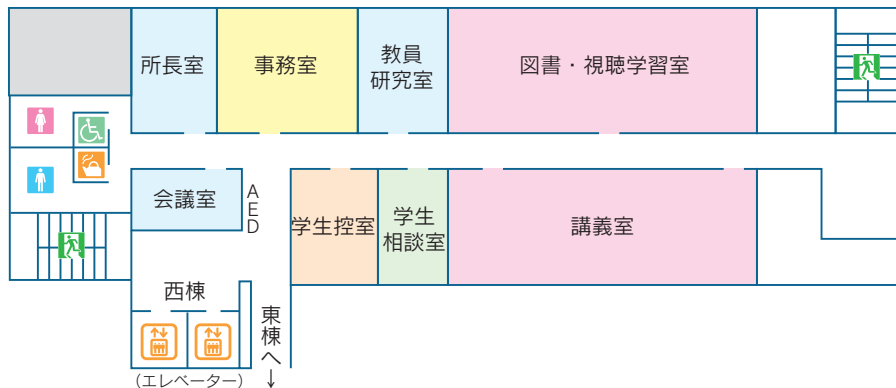 所長室
事務室
教員
研究室
図書・視聴学習室
会議室
AED
学生控室
学生
相談室
講義室
西棟
東棟へ↓
（エレベーター）